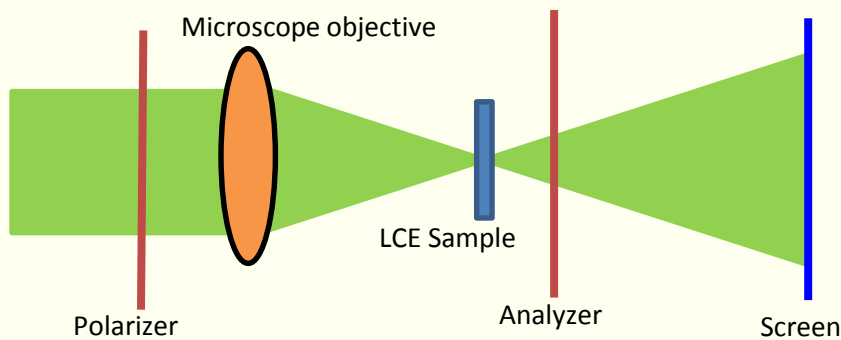 Microscope objective
LCE Sample
Polarizer
Analyzer
Screen